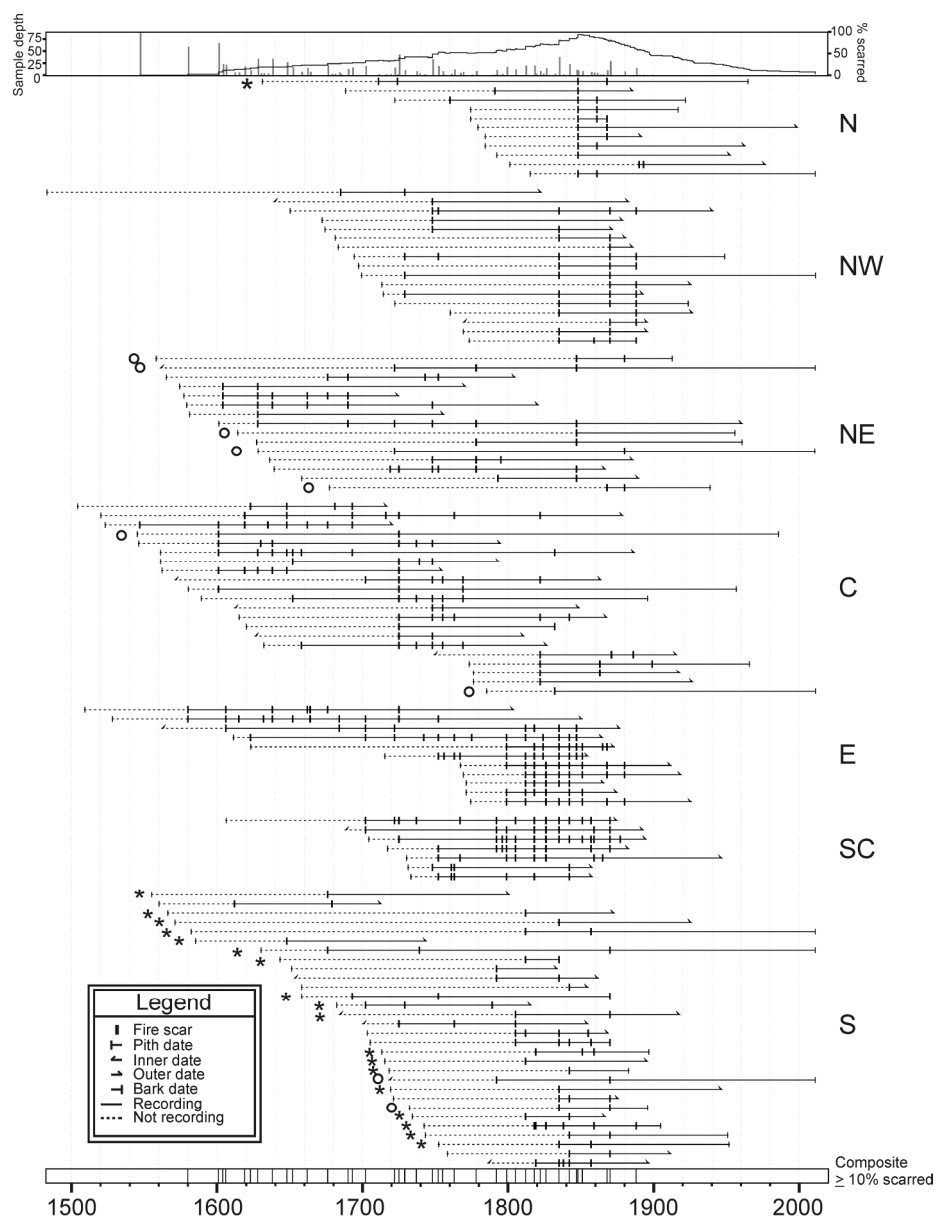 Sample depth
75
50
25
0
100
50
0
% scarred
N
NW
NE
C
E
SC
S
Legend
Fire scar
Pith date
Inner date
Outer date
Bark date
Recording
Not recording
Composite
≥ 10% scarred
1500 1600 1700 1800 1900 2000